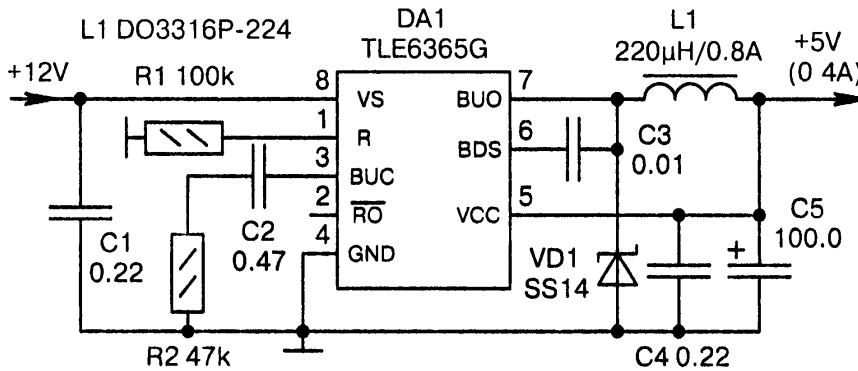 L1 DO3316P-224
DA1
TLE6365G
L1
220µH/0.8A
+5V
(0 4A)
+12V
R1 100k
8
VS
BUO
7
1
R
6
BDS
C3
0.01
3
BUC
2
RO
VCC
5
4
GND
C1
0.22
C2
0.47
VD1
SS14
+
C5
100.0
R2 47k
C4 0.22